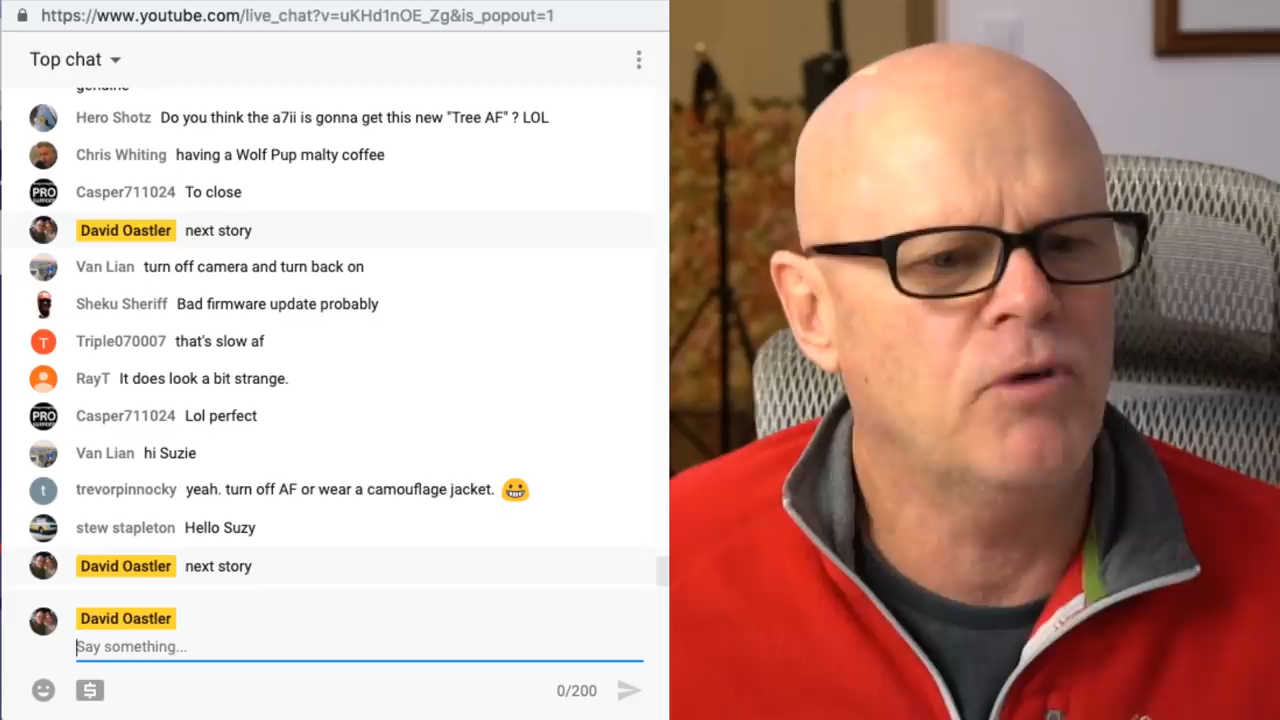 https://www.youtube.com/live_chat?v=uKHd1nOE_Zg&is_popout=1
Top chat
genuine
Hero Shotz Do you think the a7ii is gonna get this new "Tree AF" ? LOL
Chris Whiting having a Wolf Pup malty coffee
PRO
Casper711024 To close
David Oastler next story
Van Lian turn off camera and turn back on
Sheku Sheriff Bad firmware update probably
T
Triple070007 that's slow af
RayT It does look a bit strange.
PRO
Casper711024 Lol perfect
Van Lian hi Suzie
t
trevorpinnocky yeah. turn off AF or wear a camouflage jacket. 😀
stew stapleton Hello Suzy
David Oastler next story
David Oastler
Say something...
$
0/200